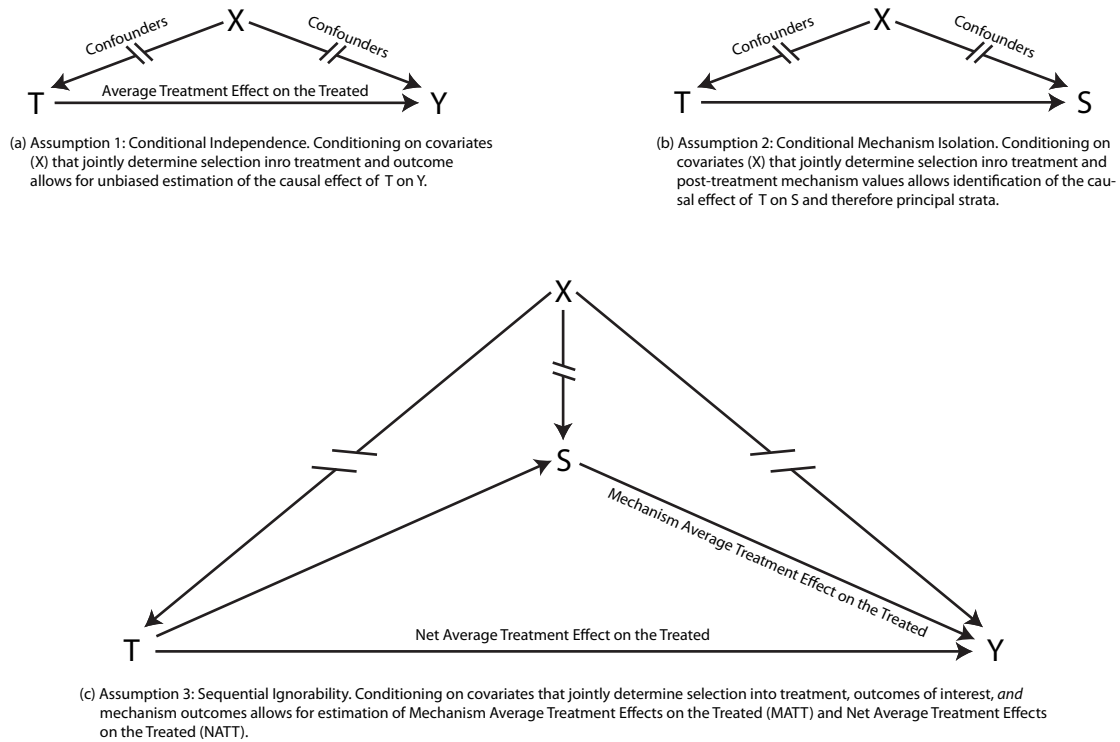 X
Confounders
Confounders
T
Average Treatment Effect on the Treated
Y
(a) Assumption 1: Conditional Independence. Conditioning on covariates
(X) that jointly determine selection inro treatment and outcome
allows for unbiased estimation of the causal effect of T on Y.
X
Confounders
Confounders
T
S
(b) Assumption 2: Conditional Mechanism Isolation. Conditioning on
covariates (X) that jointly determine selection inro treatment and
post-treatment mechanism values allows identification of the cau-
sal effect of T on S and therefore principal strata.
X
S
Mechanism Average Treatment Effect on the Treated
T
Net Average Treatment Effect on the Treated
Y
(c) Assumption 3: Sequential Ignorability. Conditioning on covariates that jointly determine selection into treatment, outcomes of interest, and
mechanism outcomes allows for estimation of Mechanism Average Treatment Effects on the Treated (MATT) and Net Average Treatment Effects
on the Treated (NATT).